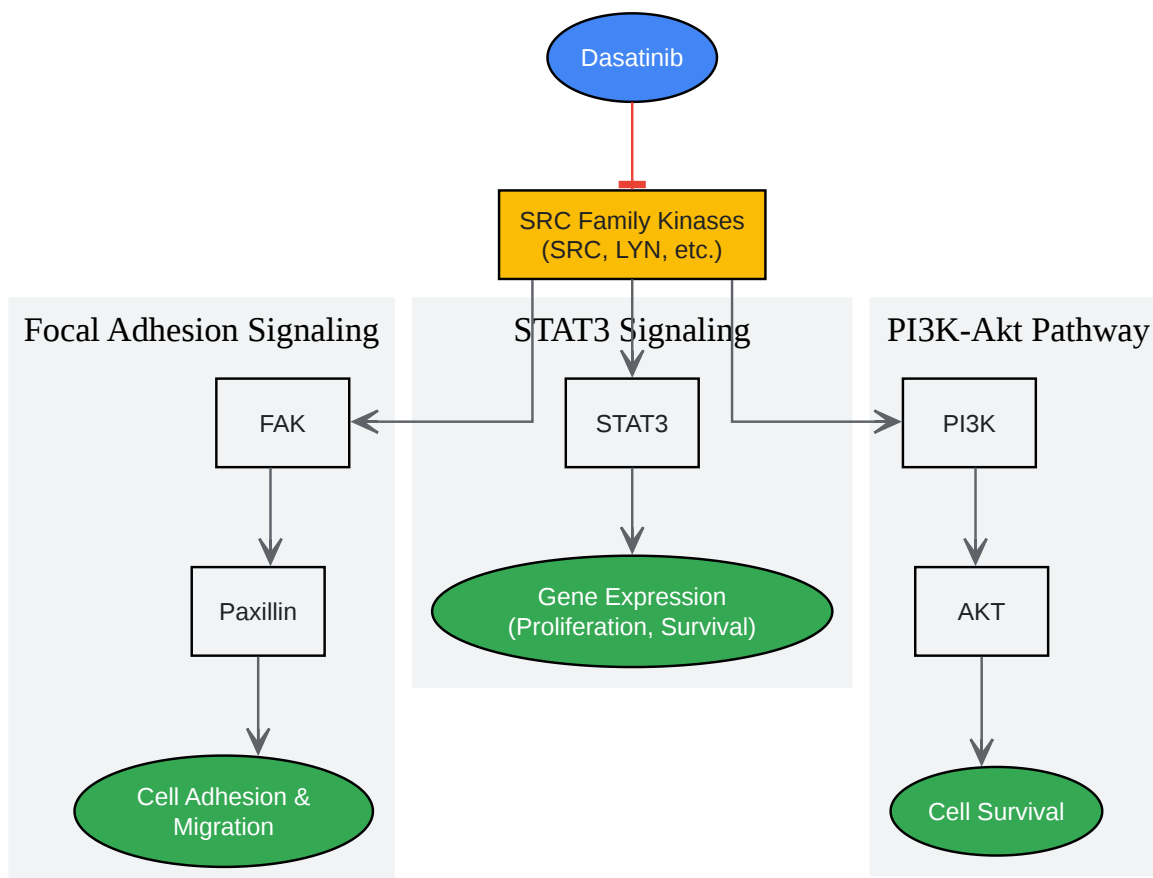 Dasatinib
SRC Family Kinases
(SRC, LYN, etc.)
Focal Adhesion Signaling
STAT3 Signaling
PI3K-Akt Pathway
FAK
STAT3
PI3K
Paxillin
Gene Expression
(Proliferation, Survival)
AKT
Cell Adhesion &
Migration
Cell Survival